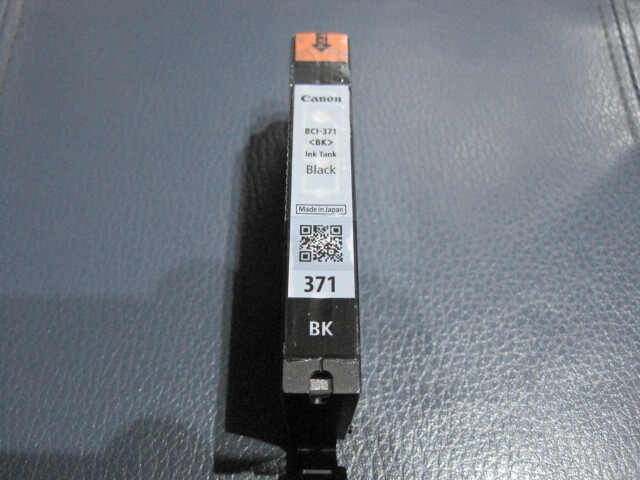 Canon
BCI-371
<BK>
Ink Tank
Black
Made in Japan
371
BK